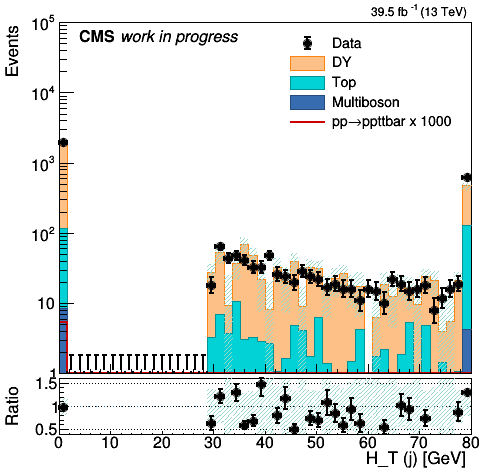 39.5 fb⁻¹ (13 TeV)
CMS work in progress
Data
DY
Top
Multiboson
pp→ppttbar x 1000
Events
10⁵
10⁴
10³
10²
10
1
Ratio
1.5
1
0.5
0 10 20 30 40 50 60 70 80
H_T (j) [GeV]